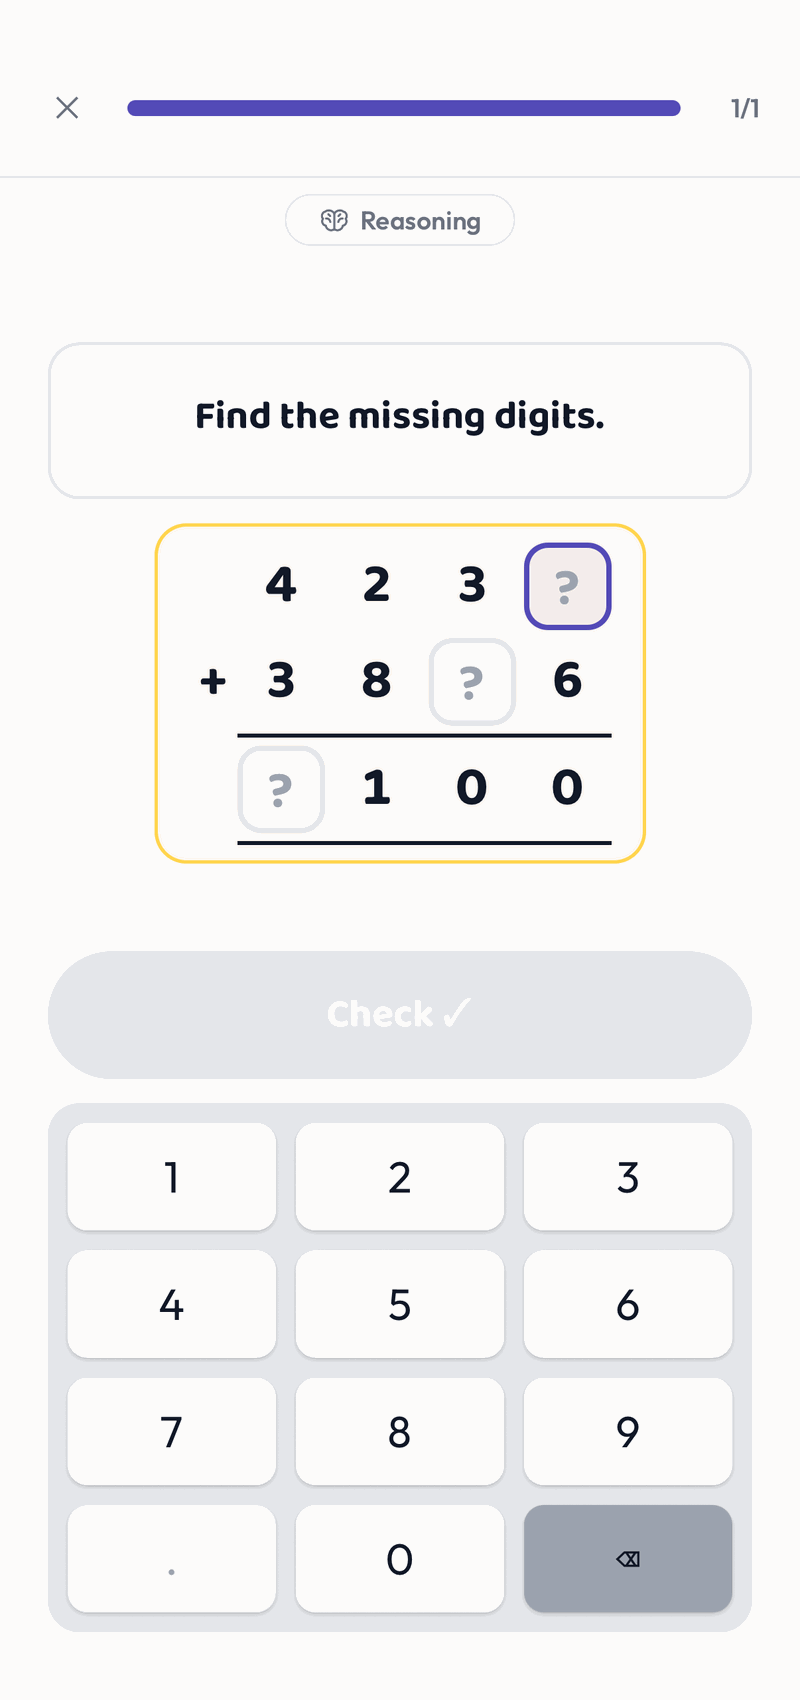 1/1
Reasoning
Find the missing digits.
4 2 3 ?
+ 3 8 ? 6
? 1 0 0
Check ✓
1 2 3
4 5 6
7 8 9
. 0 ⌫